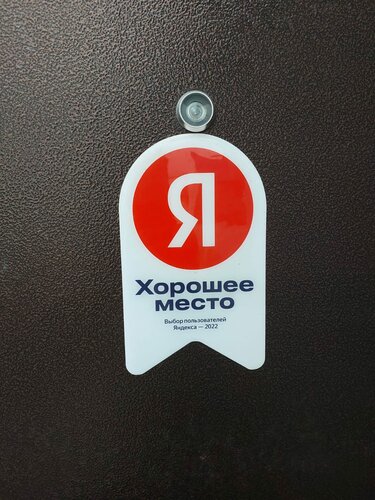 Я
Хорошее
место
Выбор пользователей
Яндекса — 2022